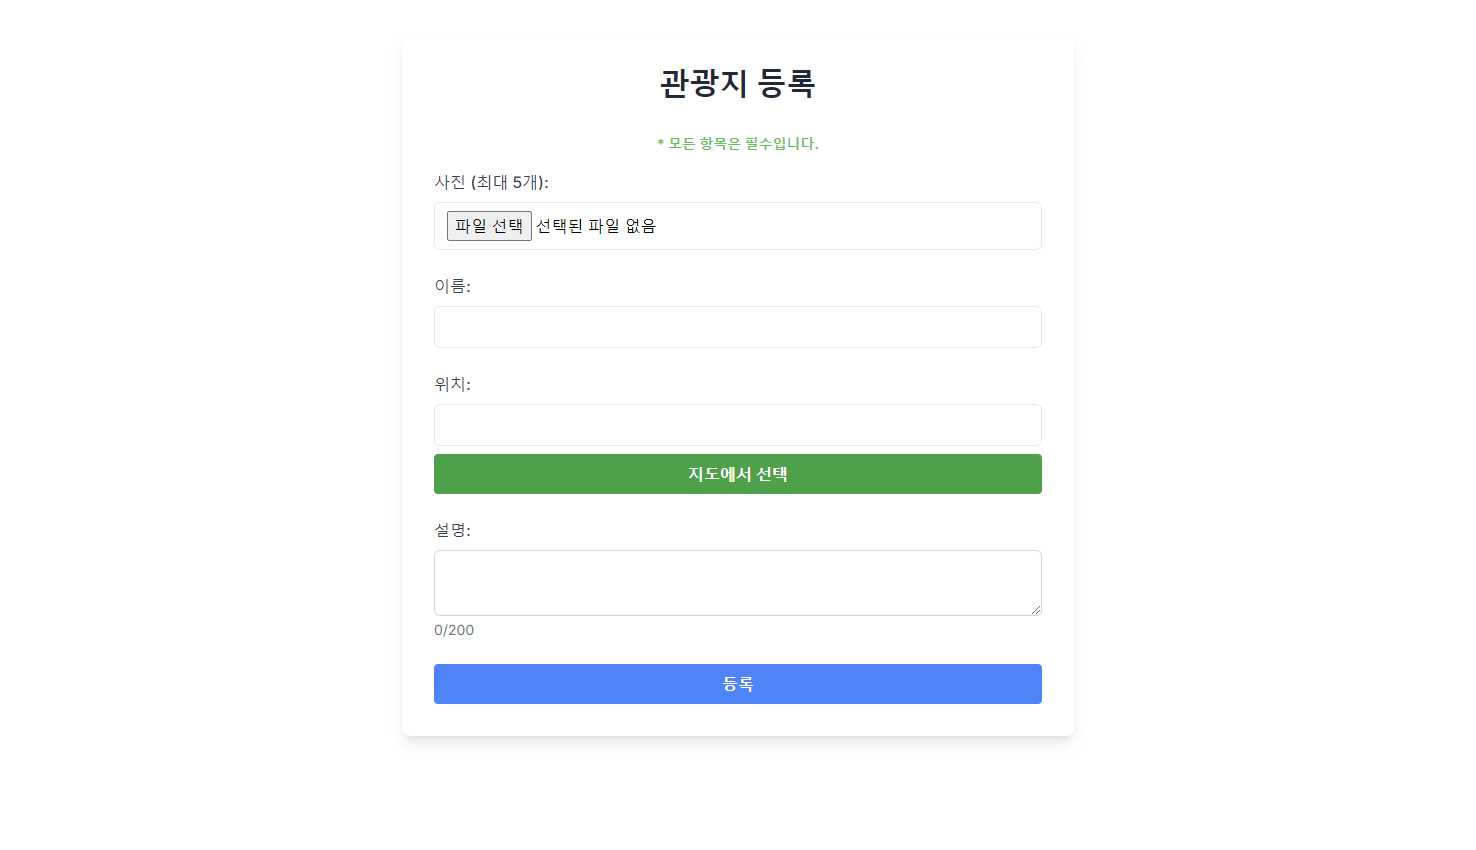 관광지 등록
* 모든 항목은 필수입니다.
사진 (최대 5개):
파일 선택 선택된 파일 없음
이름:
위치:
지도에서 선택
설명:
0/200
등록